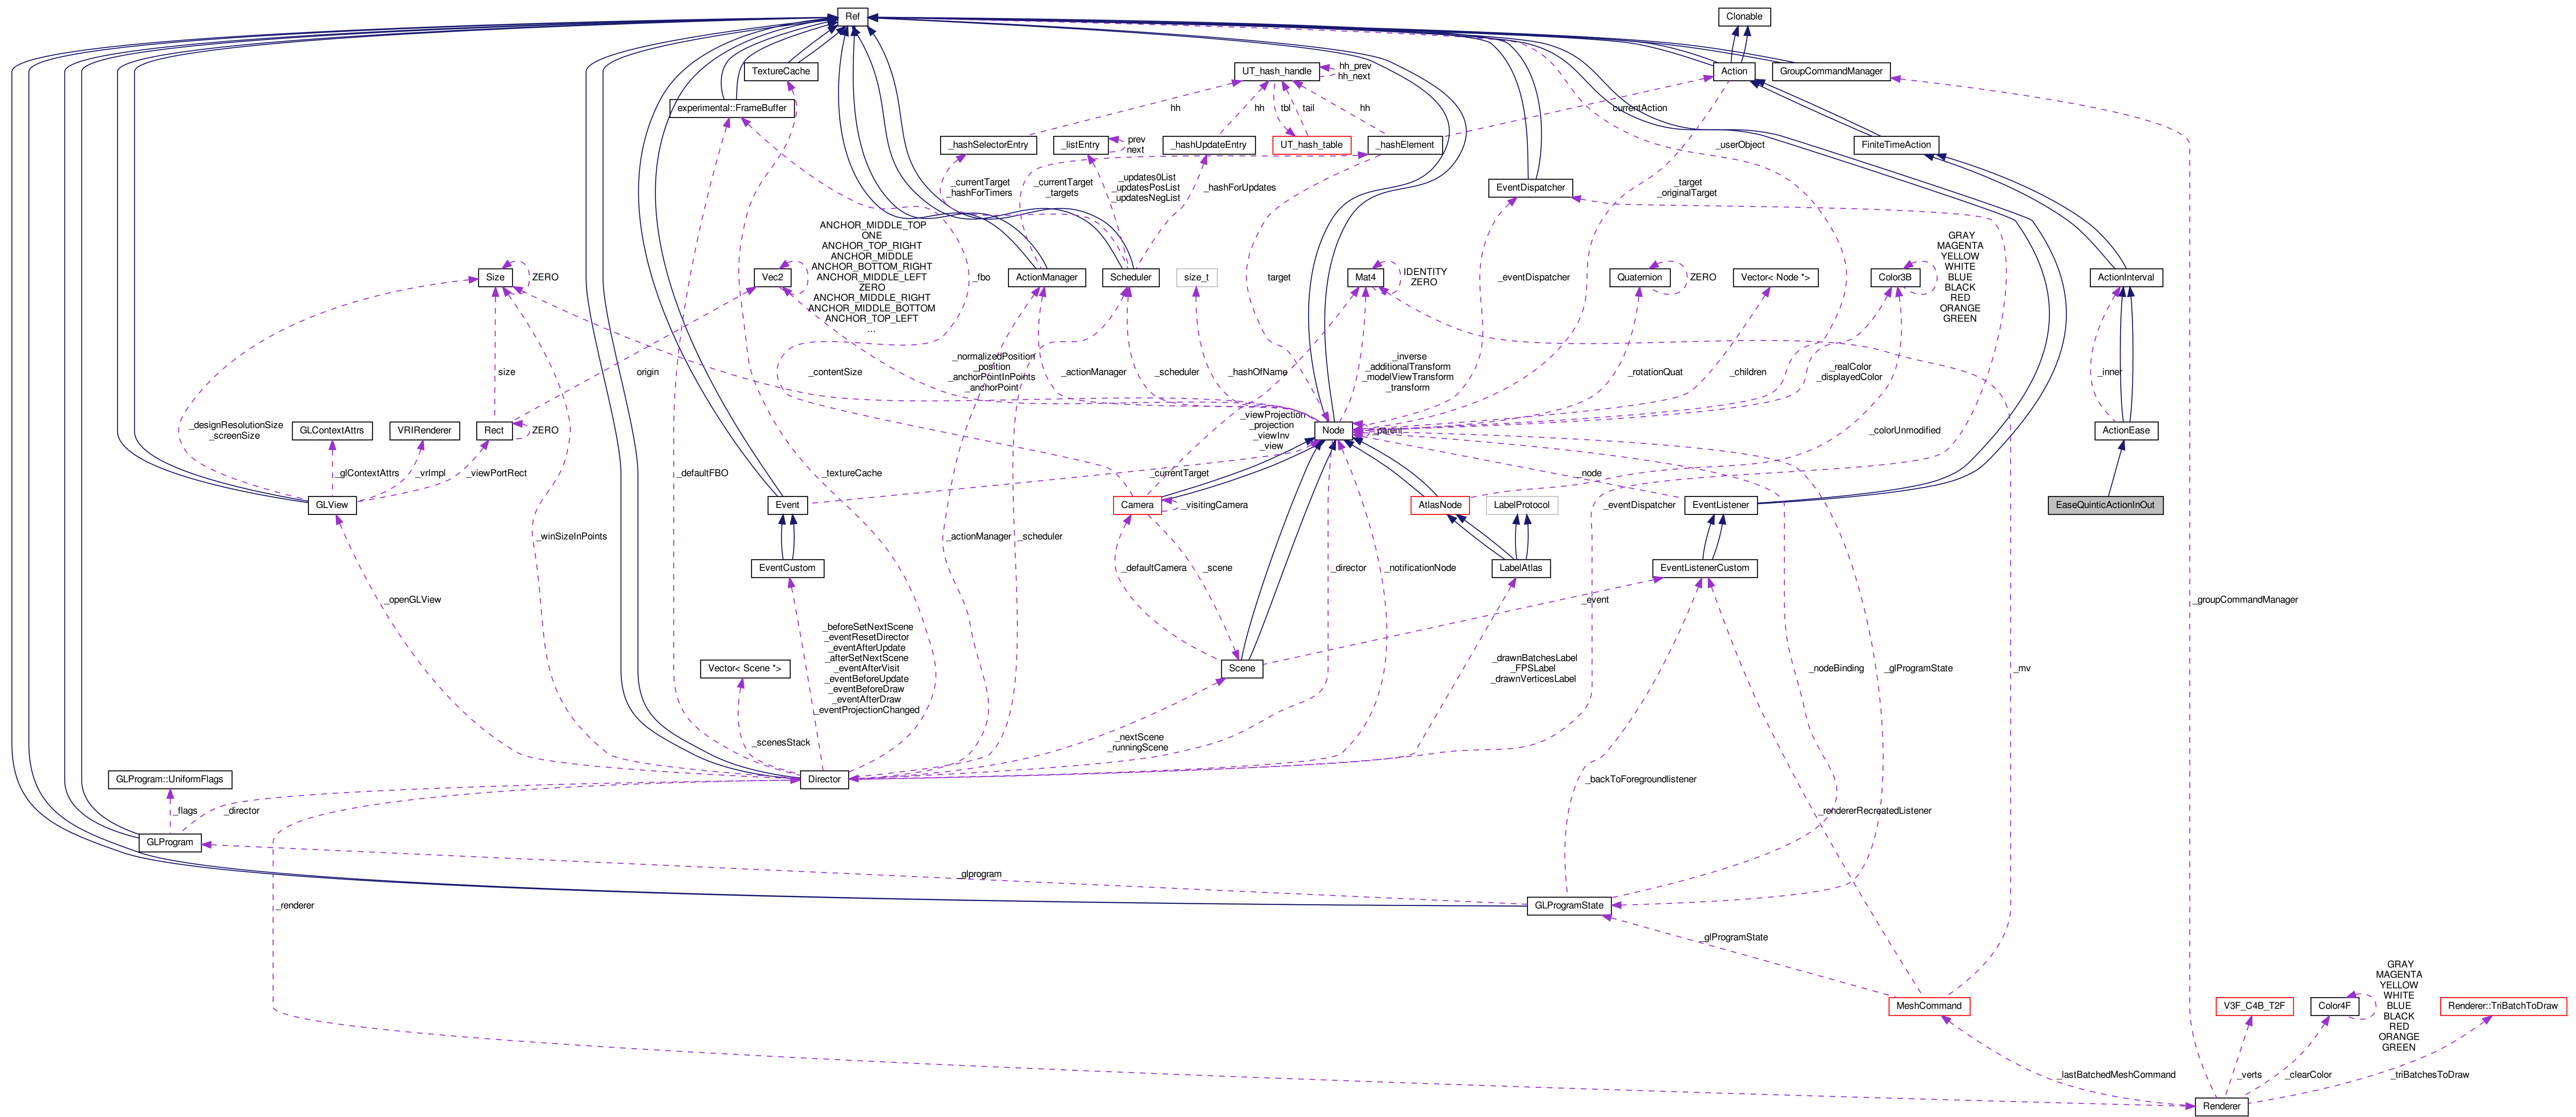 Ref
Clonable
TextureCache
UT_hash_handle
hh_prev
hh_next
Action
GroupCommandManager
experimental::FrameBuffer
hh
hh
tbl
tail
hh
currentAction
_hashSelectorEntry
_listEntry
prev
next
_hashUpdateEntry
UT_hash_table
_hashElement
_userObject
FiniteTimeAction
_currentTarget
_hashForTimers
_currentTarget
_targets
_updates0List
_updatesPosList
_updatesNegList
_hashForUpdates
EventDispatcher
_target
_originalTarget
ANCHOR_MIDDLE_TOP
ONE
ANCHOR_TOP_RIGHT
ANCHOR_MIDDLE
ANCHOR_BOTTOM_RIGHT
ANCHOR_MIDDLE_LEFT
ZERO
ANCHOR_MIDDLE_RIGHT
ANCHOR_MIDDLE_BOTTOM
ANCHOR_TOP_LEFT
...
GRAY
MAGENTA
YELLOW
WHITE
BLUE
BLACK
RED
ORANGE
GREEN
Size
ZERO
Vec2
_fbo
ActionManager
Scheduler
size_t
target
Mat4
IDENTITY
ZERO
_eventDispatcher
Quaternion
ZERO
Vector< Node *>
Color3B
ActionInterval
size
origin
_contentSize
_normalizedPosition
_position
_anchorPointInPoints
_anchorPoint
_actionManager
_scheduler
_hashOfName
_inverse
_additionalTransform
_modelViewTransform
_transform
_rotationQuat
_children
_realColor
_displayedColor
_inner
_designResolutionSize
_screenSize
GLContextAttrs
VRIRenderer
Rect
ZERO
_viewProjection
_projection
_viewInv
_view
Node
_parent
_colorUnmodified
ActionEase
_glContextAttrs
_vrImpl
_viewPortRect
_defaultFBO
_textureCache
_currentTarget
_node
GLView
Event
Camera
_visitingCamera
AtlasNode
LabelProtocol
_eventDispatcher
EventListener
EaseQuinticActionInOut
_winSizeInPoints
_actionManager
_scheduler
EventCustom
_defaultCamera
_scene
_director
_notificationNode
LabelAtlas
EventListenerCustom
_openGLView
_event
_groupCommandManager
_beforeSetNextScene
_eventResetDirector
_eventAfterUpdate
_afterSetNextScene
_eventAfterVisit
_eventBeforeUpdate
_eventBeforeDraw
_eventAfterDraw
_eventProjectionChanged
Vector< Scene *>
Scene
_drawnBatchesLabel
_FPSLabel
_drawnVerticesLabel
_nodeBinding
_glProgramState
_mv
_scenesStack
_nextScene
_runningScene
GLProgram::UniformFlags
Director
_backToForegroundlistener
_flags
_director
_rendererRecreatedListener
GLProgram
_glprogram
_renderer
GLProgramState
_glProgramState
GRAY
MAGENTA
YELLOW
WHITE
BLUE
BLACK
RED
ORANGE
GREEN
MeshCommand
V3F_C4B_T2F
Color4F
Renderer::TriBatchToDraw
_lastBatchedMeshCommand
_verts
_clearColor
_triBatchesToDraw
Renderer